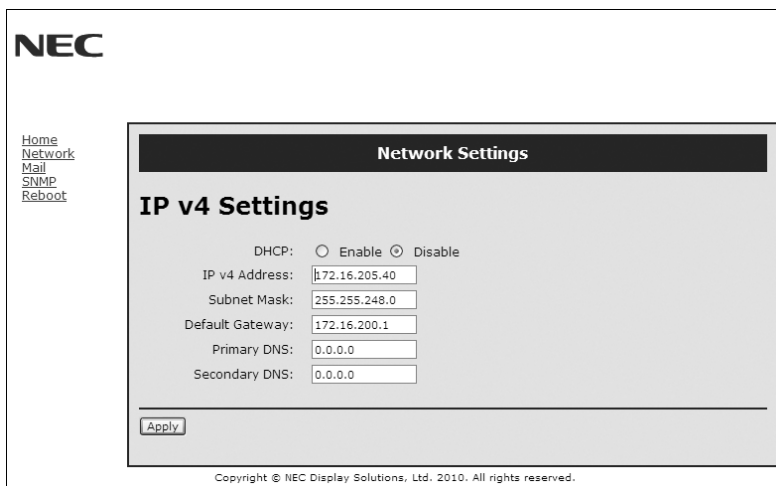 NEC
Home
Network
Mail
SNMP
Reboot
Network Settings
IP v4 Settings
DHCP: Enable Disable
IP v4 Address: 172.16.205.40
Subnet Mask: 255.255.248.0
Default Gateway: 172.16.200.1
Primary DNS: 0.0.0.0
Secondary DNS: 0.0.0.0
Apply
Copyright © NEC Display Solutions, Ltd. 2010. All rights reserved.